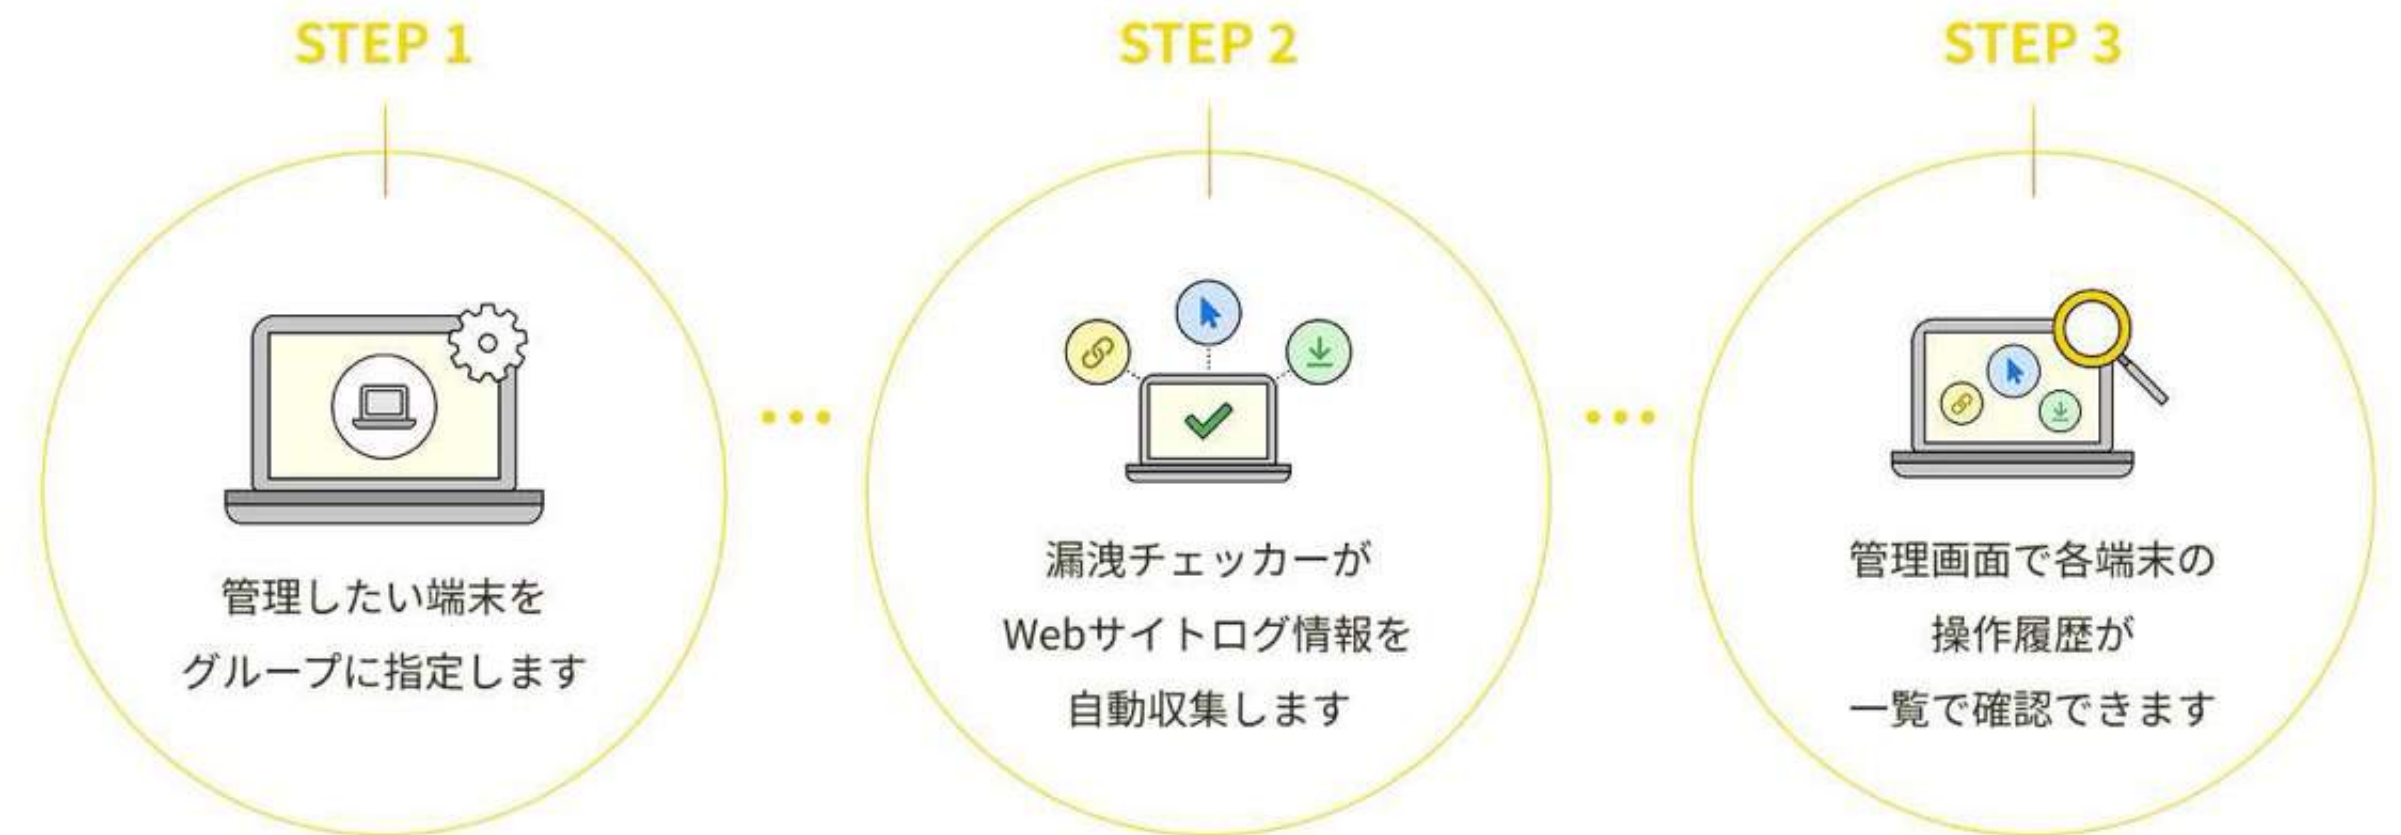 STEP 1
管理したい端末を
グループに指定します
STEP 2
漏洩チェッカーが
Webサイトログ情報を
自動収集します
STEP 3
管理画面で各端末の
操作履歴が
一覧で確認できます